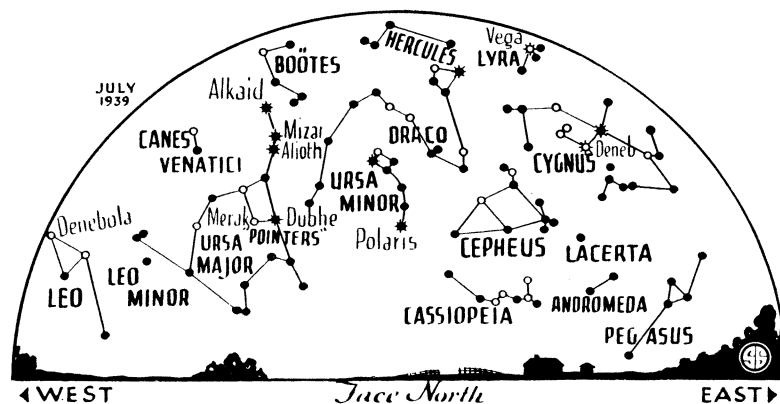 JULY
1939
BOÖTES
HERCULES
Vega
LYRA
Alkaid
CANES
VENATICI
Mizar
Alioth
DRACO
CYGNUS
Deneb
URSA
MINOR
Polaris
Denebola
Merak
Dubhe
"POINTERS"
URSA
MAJOR
CEPHEUS
LACERTA
LEO
LEO
MINOR
CASSIOPEIA
ANDROMEDA
PEGASUS
WEST
Face North
EAST